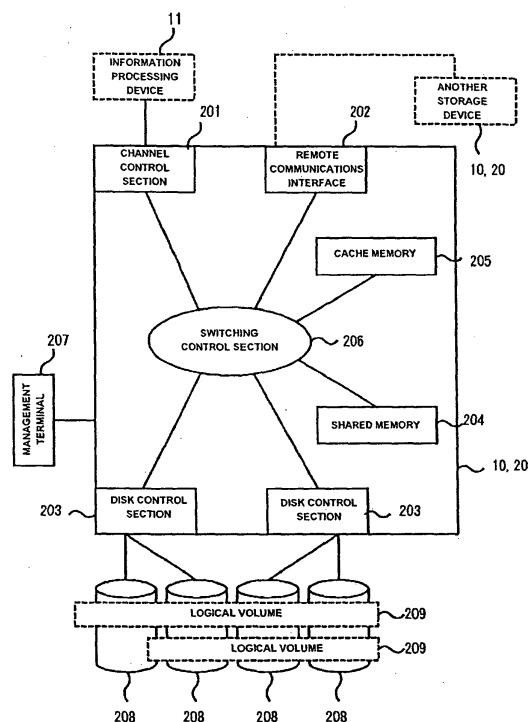 11
INFORMATION
PROCESSING
DEVICE
ANOTHER
STORAGE
DEVICE
10, 20
201
202
CHANNEL
CONTROL
SECTION
REMOTE
COMMUNICATIONS
INTERFACE
CACHE MEMORY
205
SWITCHING
CONTROL SECTION
206
207
MANAGEMENT
TERMINAL
SHARED MEMORY
204
10, 20
203
DISK CONTROL
SECTION
DISK CONTROL
SECTION
203
LOGICAL VOLUME
209
LOGICAL VOLUME
209
208
208
208
208